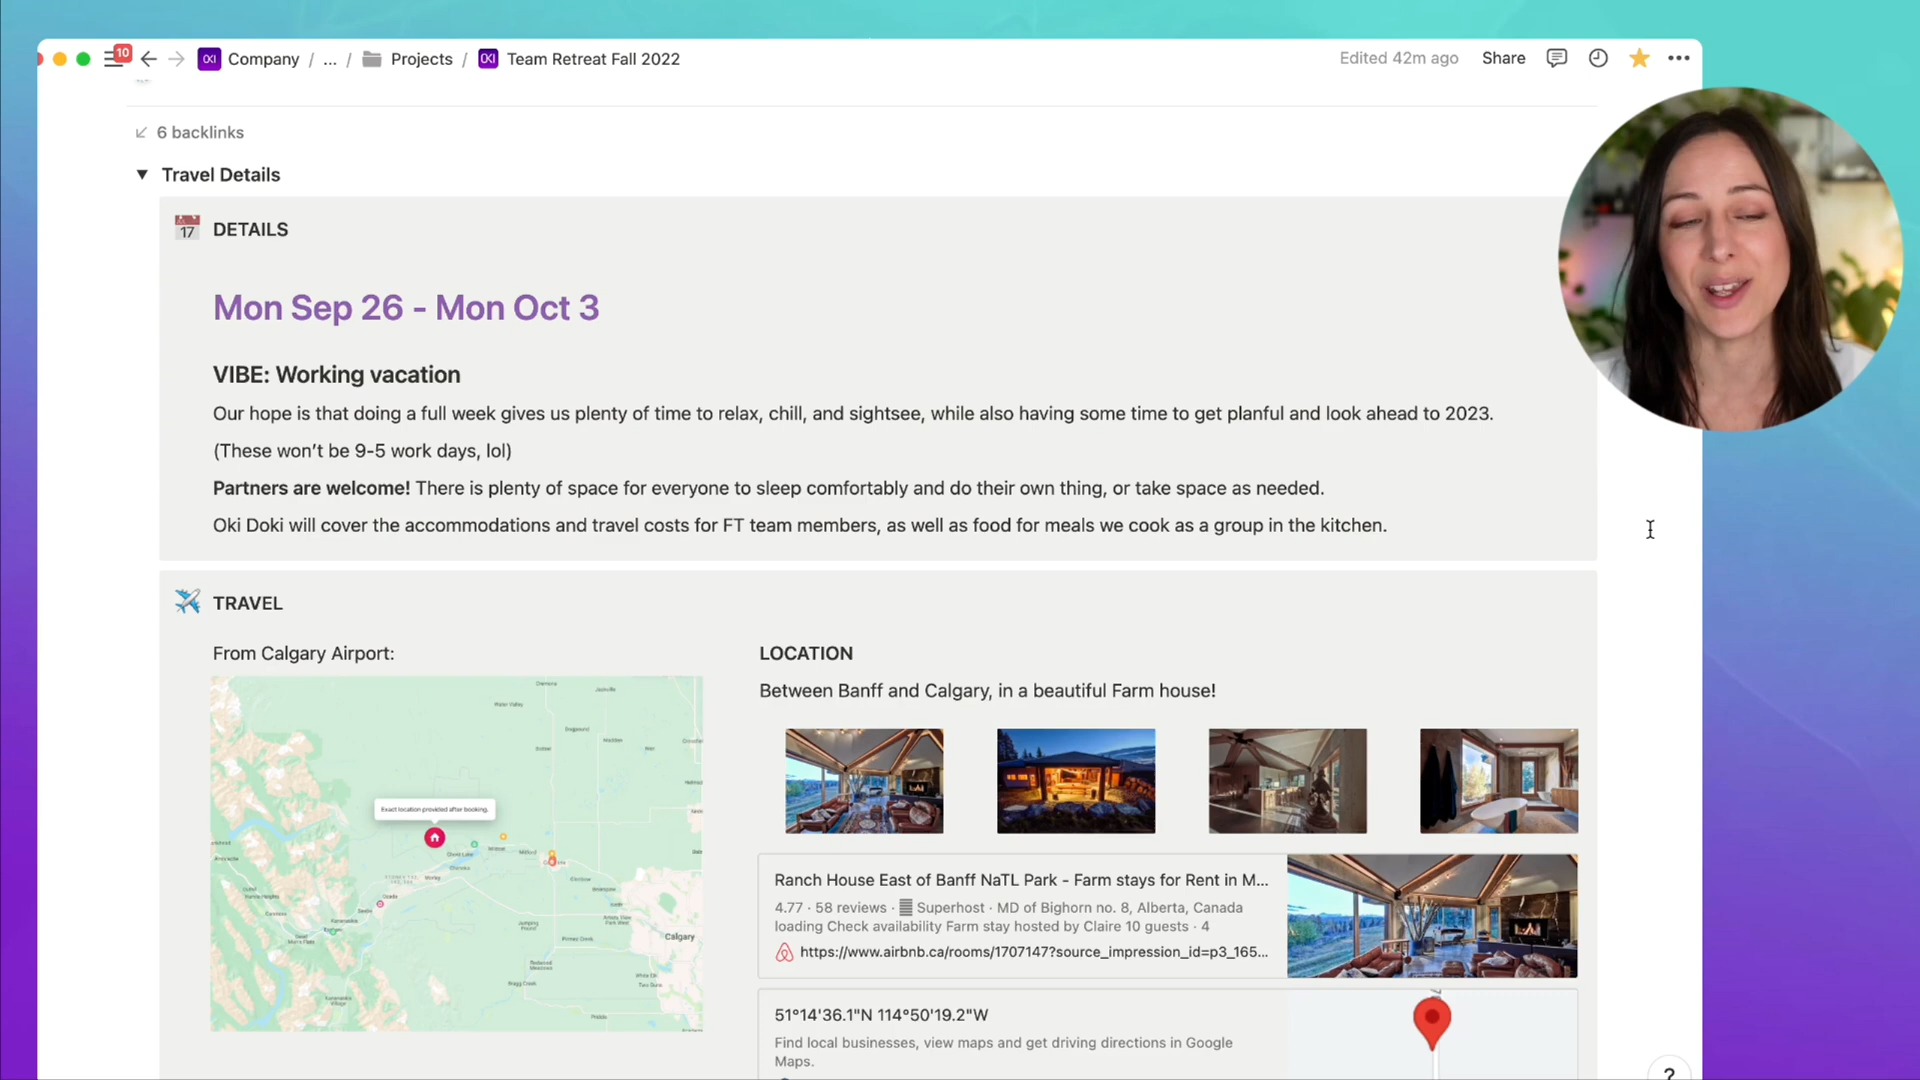 10
Company / ... / Projects / Team Retreat Fall 2022
Edited 42m ago Share
6 backlinks
Travel Details
17 DETAILS
Mon Sep 26 - Mon Oct 3
VIBE: Working vacation
Our hope is that doing a full week gives us plenty of time to relax, chill, and sightsee, while also having some time to get planful and look ahead to 2023.
(These won’t be 9-5 work days, lol)
Partners are welcome! There is plenty of space for everyone to sleep comfortably and do their own thing, or take space as needed.
Oki Doki will cover the accommodations and travel costs for FT team members, as well as food for meals we cook as a group in the kitchen.
TRAVEL
From Calgary Airport:
Exact location provided after booking.
Calgary
LOCATION
Between Banff and Calgary, in a beautiful Farm house!
Ranch House East of Banff NaTL Park - Farm stays for Rent in M...
4.77 · 58 reviews · Superhost · MD of Bighorn no. 8, Alberta, Canada
loading Check availability Farm stay hosted by Claire 10 guests · 4
https://www.airbnb.ca/rooms/1707147?source_impression_id=p3_165...
51°14'36.1"N 114°50'19.2"W
Find local businesses, view maps and get driving directions in Google
Maps.
?